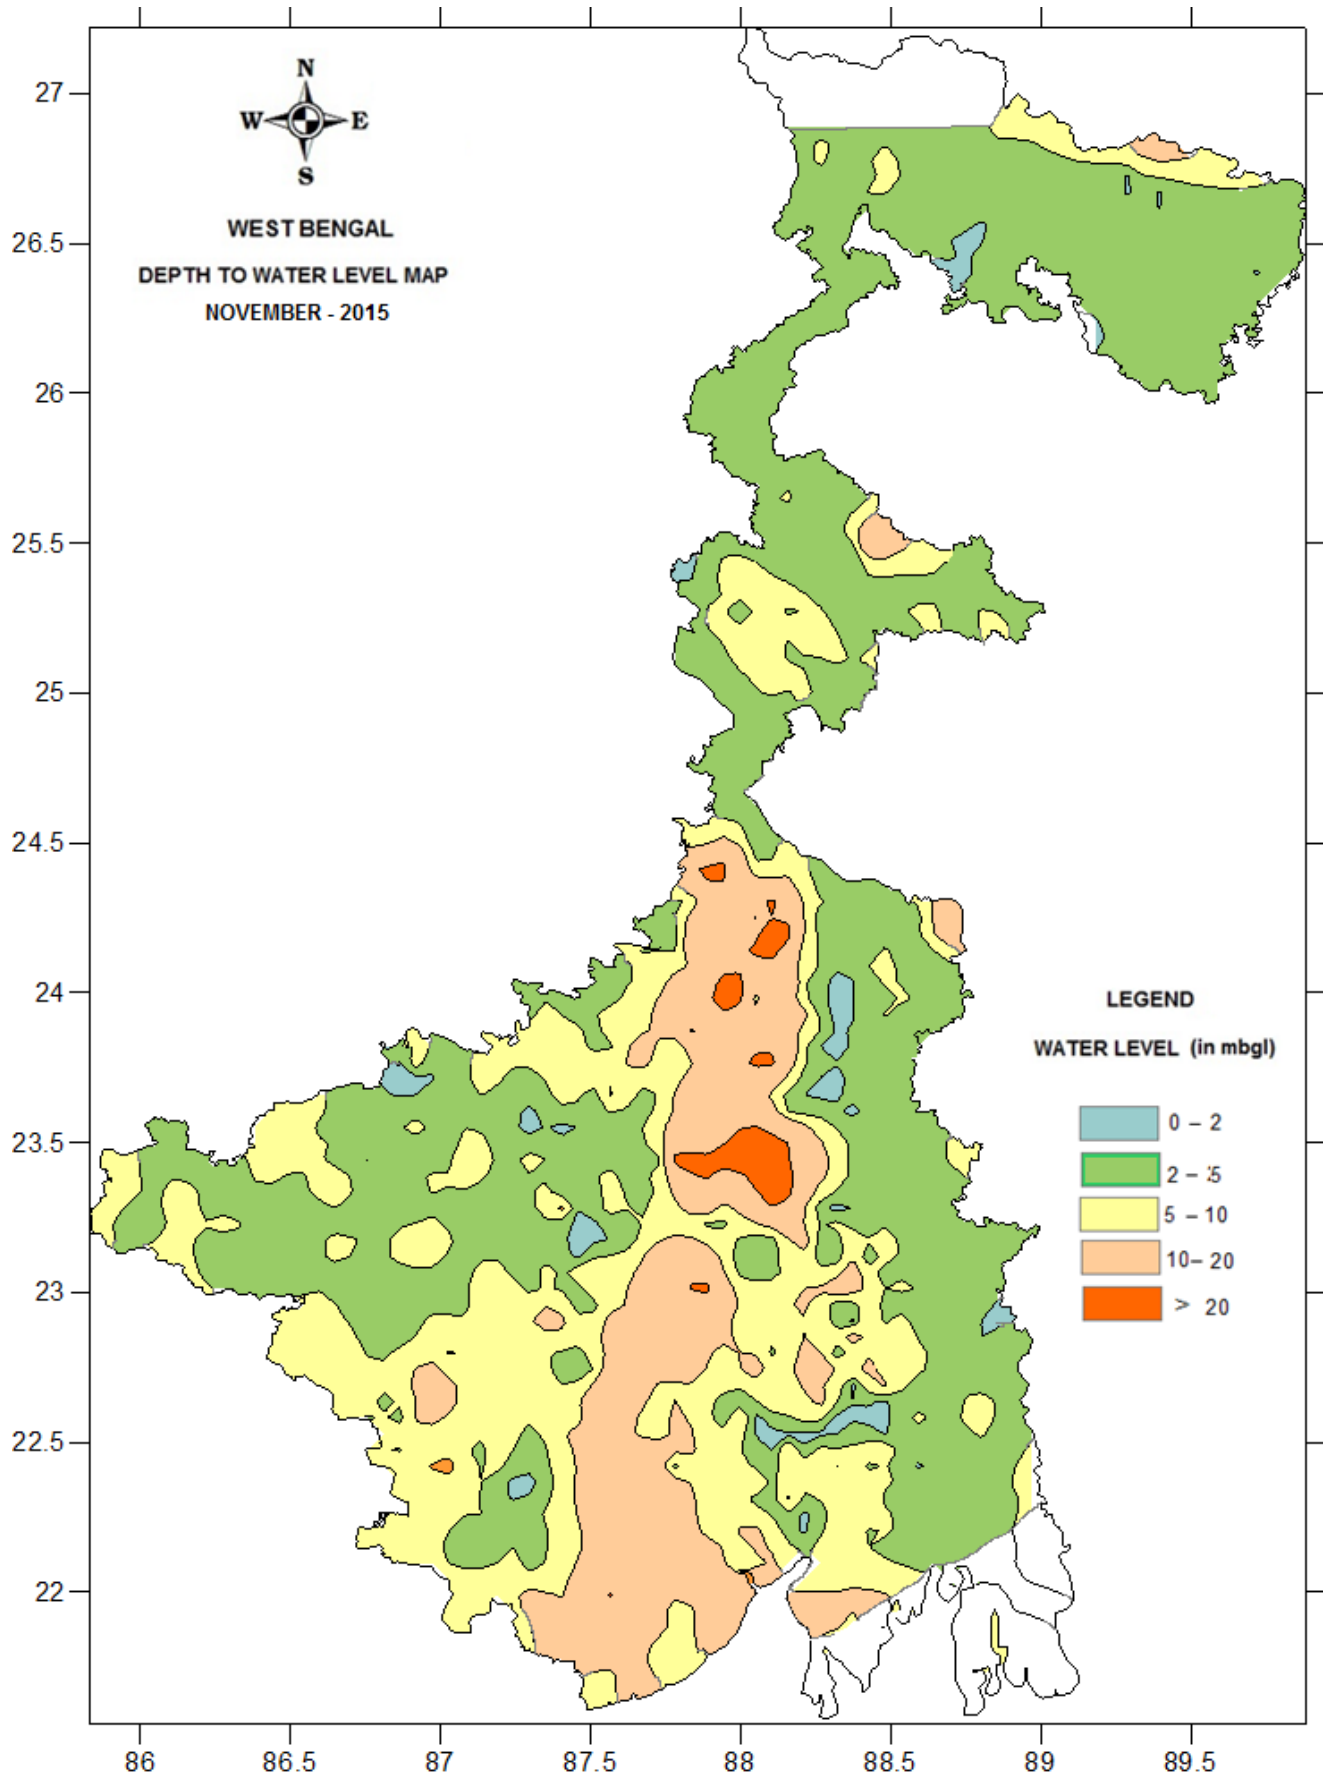 N
W E
S
WEST BENGAL
DEPTH TO WATER LEVEL MAP
NOVEMBER - 2015
27
26.5
26
25.5
25
24.5
24
23.5
23
22.5
22
LEGEND
WATER LEVEL (in mbgl)
0 – 2
2 – 5
5 – 10
10 – 20
> 20
86 86.5 87 87.5 88 88.5 89 89.5